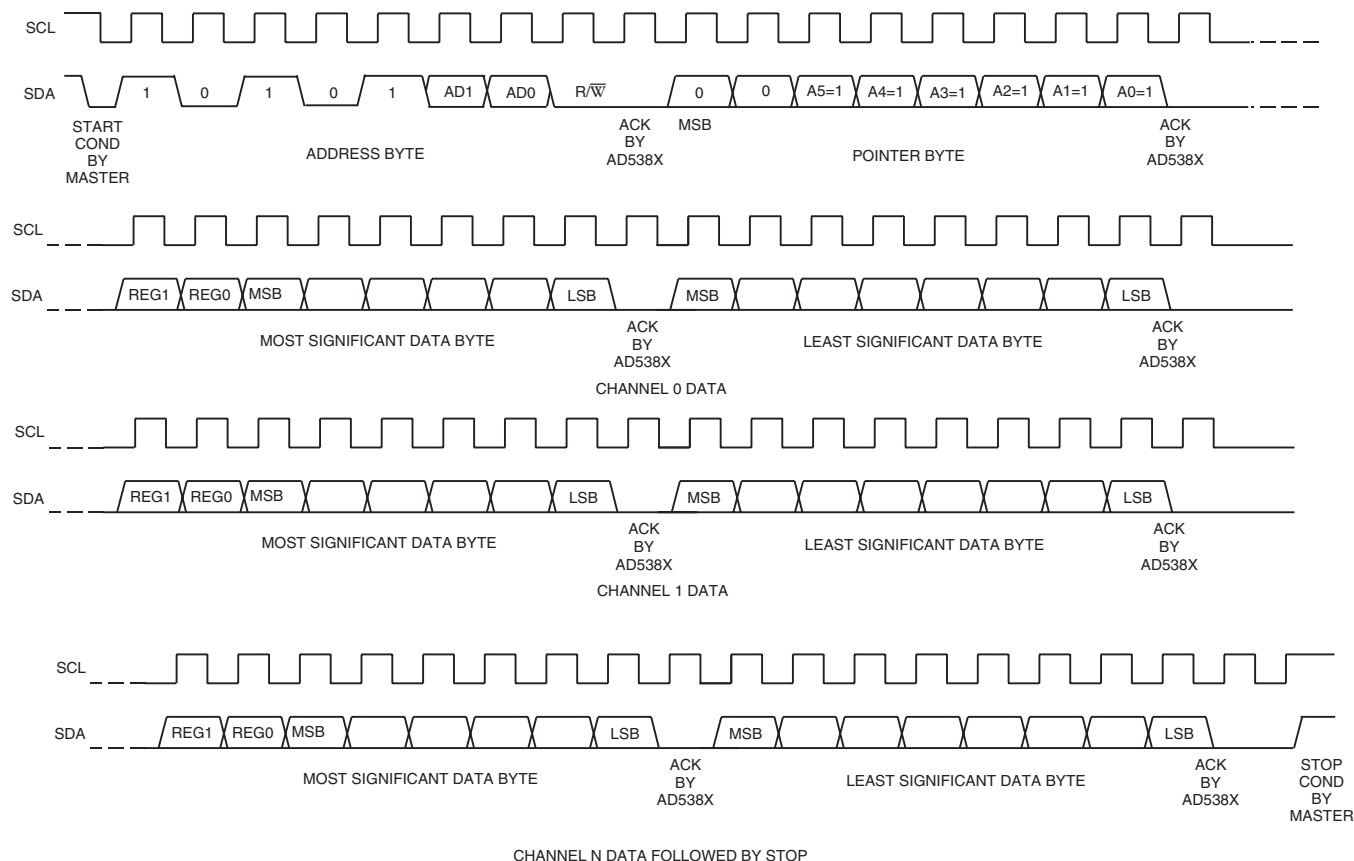 SCL
SDA
1 0 1 0 1 AD1 AD0 R/W̅ 0 0 A5=1 A4=1 A3=1 A2=1 A1=1 A0=1
START
COND
BY
MASTER
ADDRESS BYTE
ACK
BY
AD538X
MSB
POINTER BYTE
ACK
BY
AD538X
SCL
SDA
REG1 REG0 MSB LSB MSB LSB
MOST SIGNIFICANT DATA BYTE
ACK
BY
AD538X
LEAST SIGNIFICANT DATA BYTE
ACK
BY
AD538X
CHANNEL 0 DATA
SCL
SDA
REG1 REG0 MSB LSB MSB LSB
MOST SIGNIFICANT DATA BYTE
ACK
BY
AD538X
LEAST SIGNIFICANT DATA BYTE
ACK
BY
AD538X
CHANNEL 1 DATA
SCL
SDA
REG1 REG0 MSB LSB MSB LSB
MOST SIGNIFICANT DATA BYTE
ACK
BY
AD538X
LEAST SIGNIFICANT DATA BYTE
ACK
BY
AD538X
STOP
COND
BY
MASTER
CHANNEL N DATA FOLLOWED BY STOP